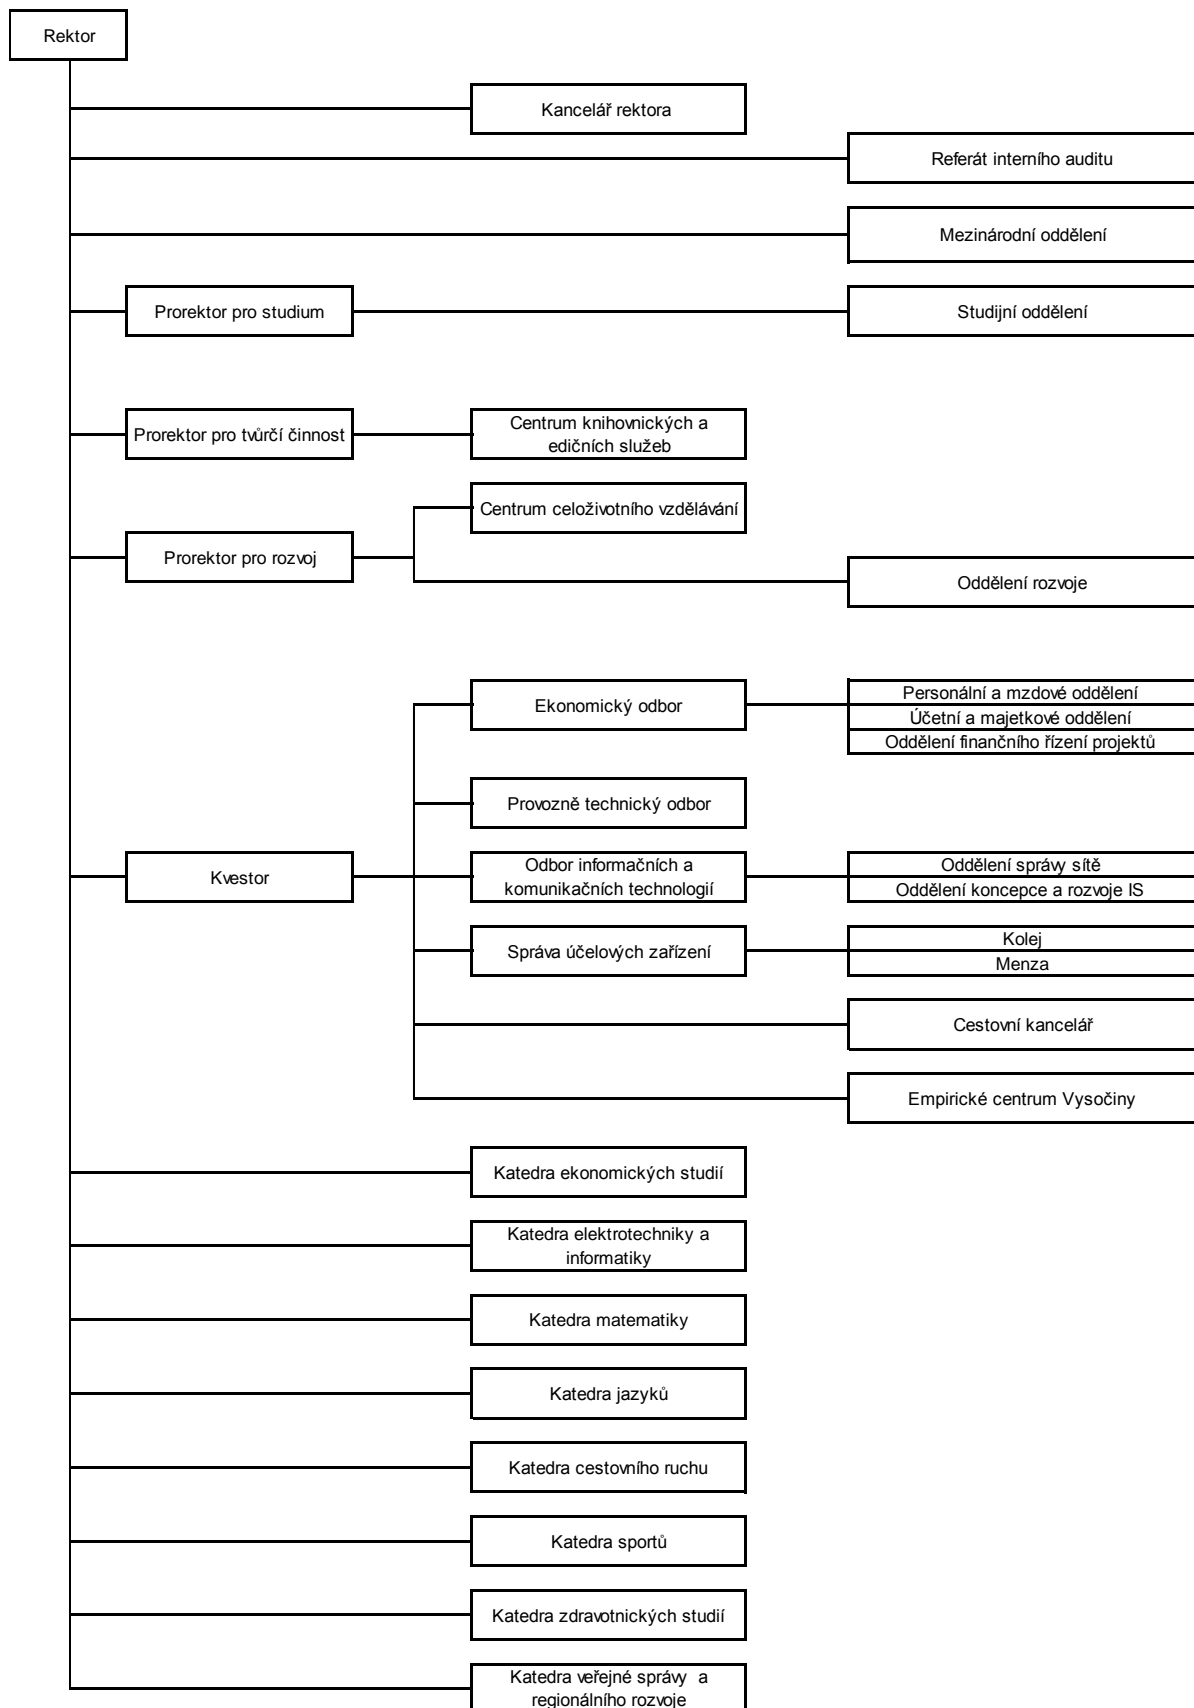 Rektor
Kancelář rektora
Referát interního auditu
Mezinárodní oddělení
Prorektor pro studium
Studijní oddělení
Prorektor pro tvůrčí činnost
Centrum knihovnických a
edičních služeb
Centrum celoživotního vzdělávání
Prorektor pro rozvoj
Oddělení rozvoje
Ekonomický odbor
Personální a mzdové oddělení
Účetní a majetkové oddělení
Oddělení finančního řízení projektů
Provozně technický odbor
Kvestor
Odbor informačních a
komunikačních technologií
Oddělení správy sítě
Oddělení koncepce a rozvoje IS
Správa účelových zařízení
Kolej
Menza
Cestovní kancelář
Empirické centrum Vysočiny
Katedra ekonomických studií
Katedra elektrotechniky a
informatiky
Katedra matematiky
Katedra jazyků
Katedra cestovního ruchu
Katedra sportů
Katedra zdravotnických studií
Katedra veřejné správy a
regionálního rozvoje